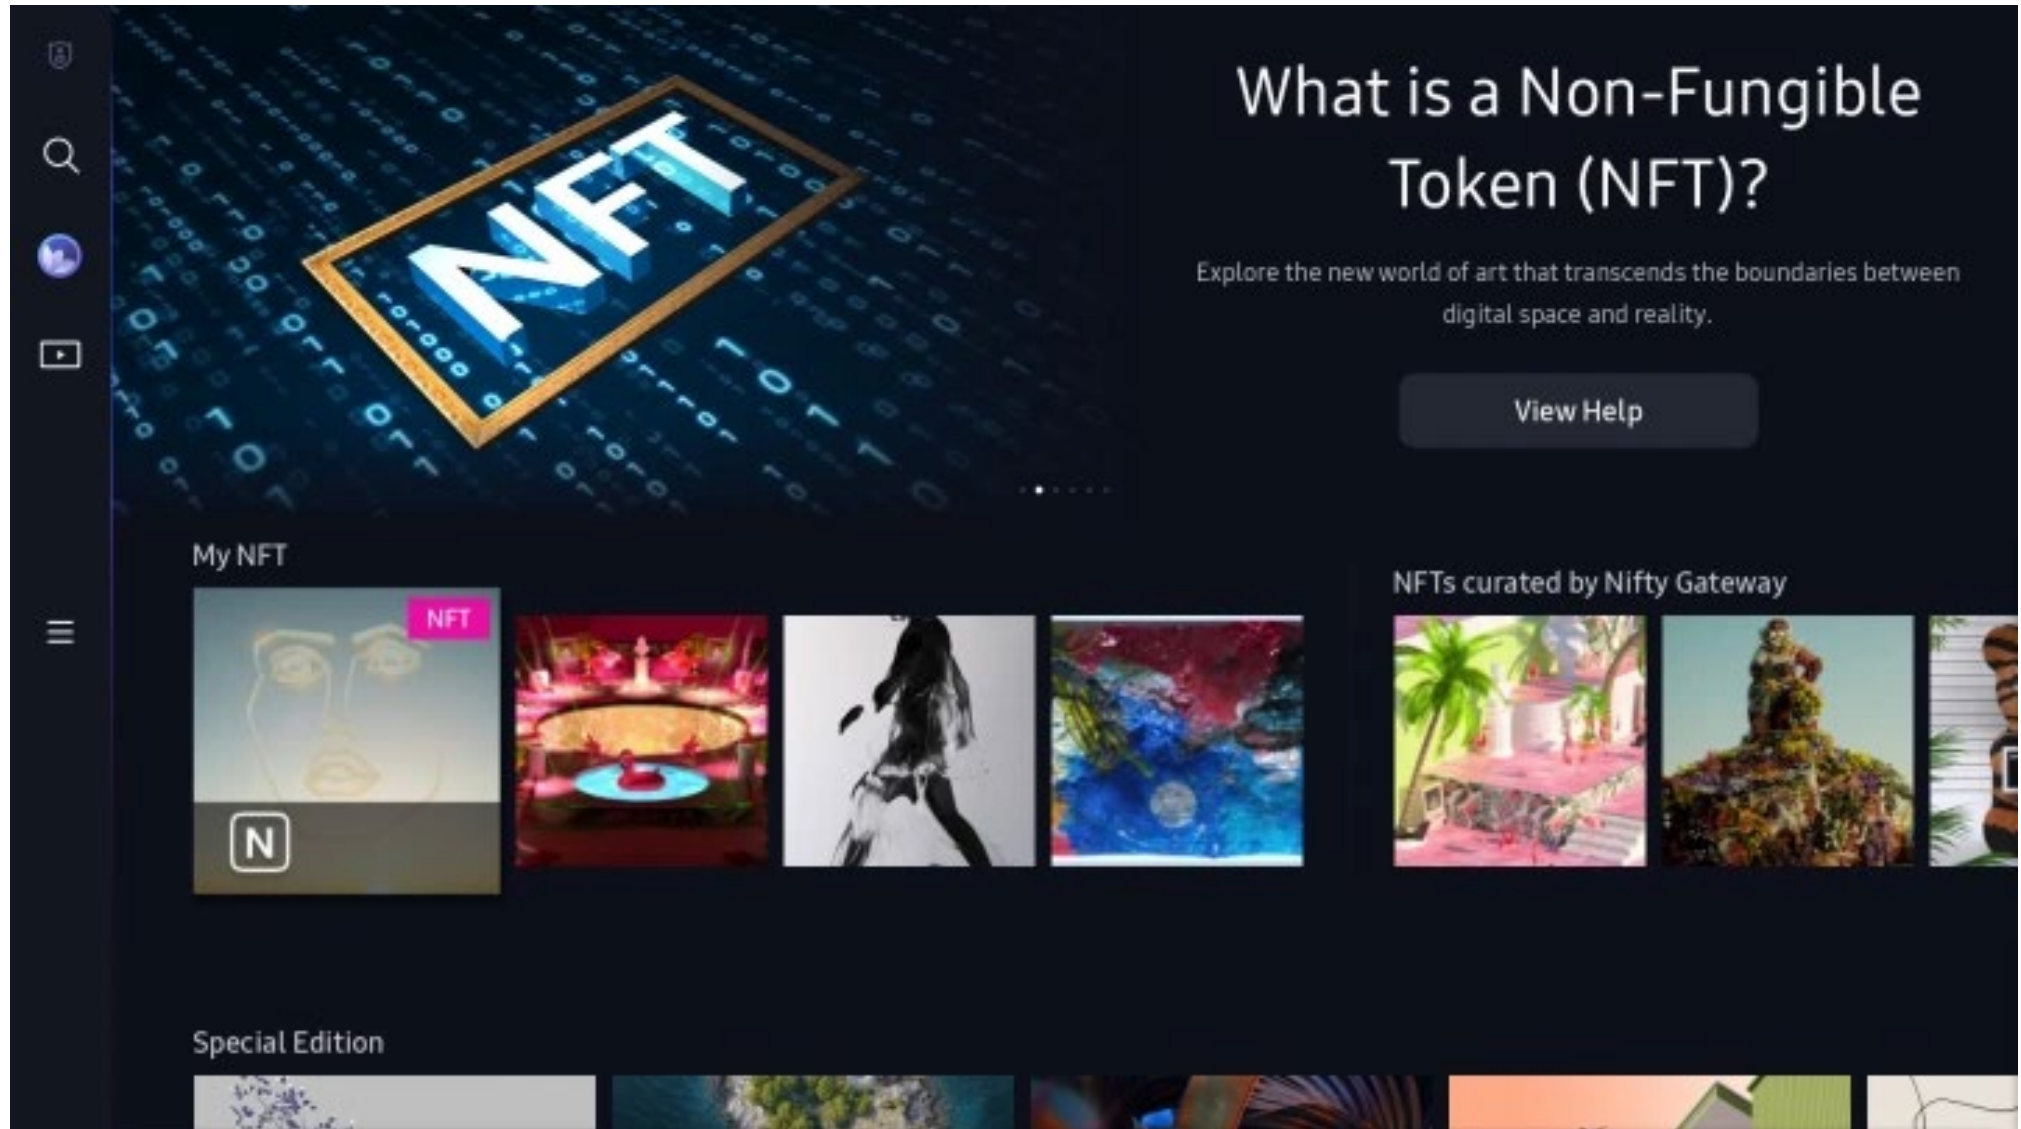 NFT
What is a Non-Fungible
Token (NFT)?
Explore the new world of art that transcends the boundaries between
digital space and reality.
View Help
My NFT
NFT
N
NFTs curated by Nifty Gateway
Special Edition